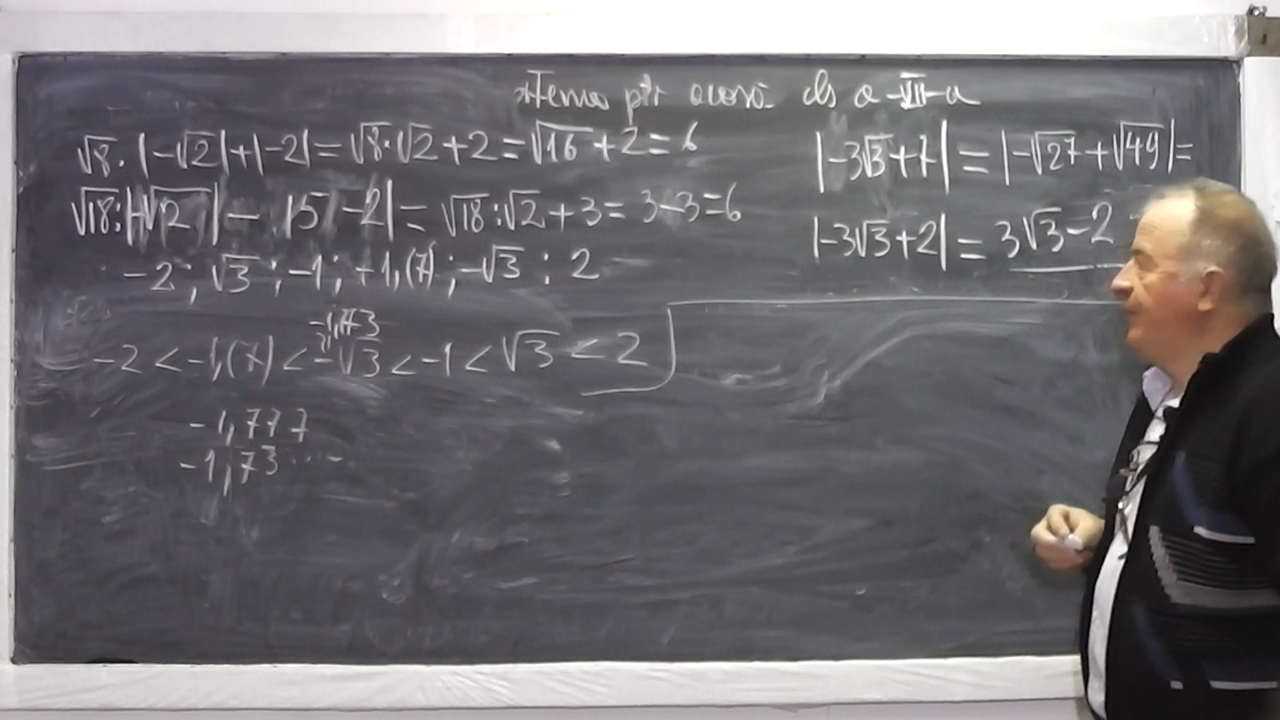 Tema ptr acasă cls a-VII-a
√8 · |-√2| + |-2| = √8 · √2 + 2 = √16 + 2 = 6
√18 : |-√2| - |5 - 2| = √18 : √2 + 3 = 3 - 3 = 6
-2 ; √3 ; -1 ; +1,(7) ; -√3 ; 2
-1,73
-2 < -1,(7) < -√3 < -1 < √3 < 2
-1,777
-1,73...
|-3√3 + 7| = |-√27 + √49| =
|-3√3 + 2| = 3√3 - 2